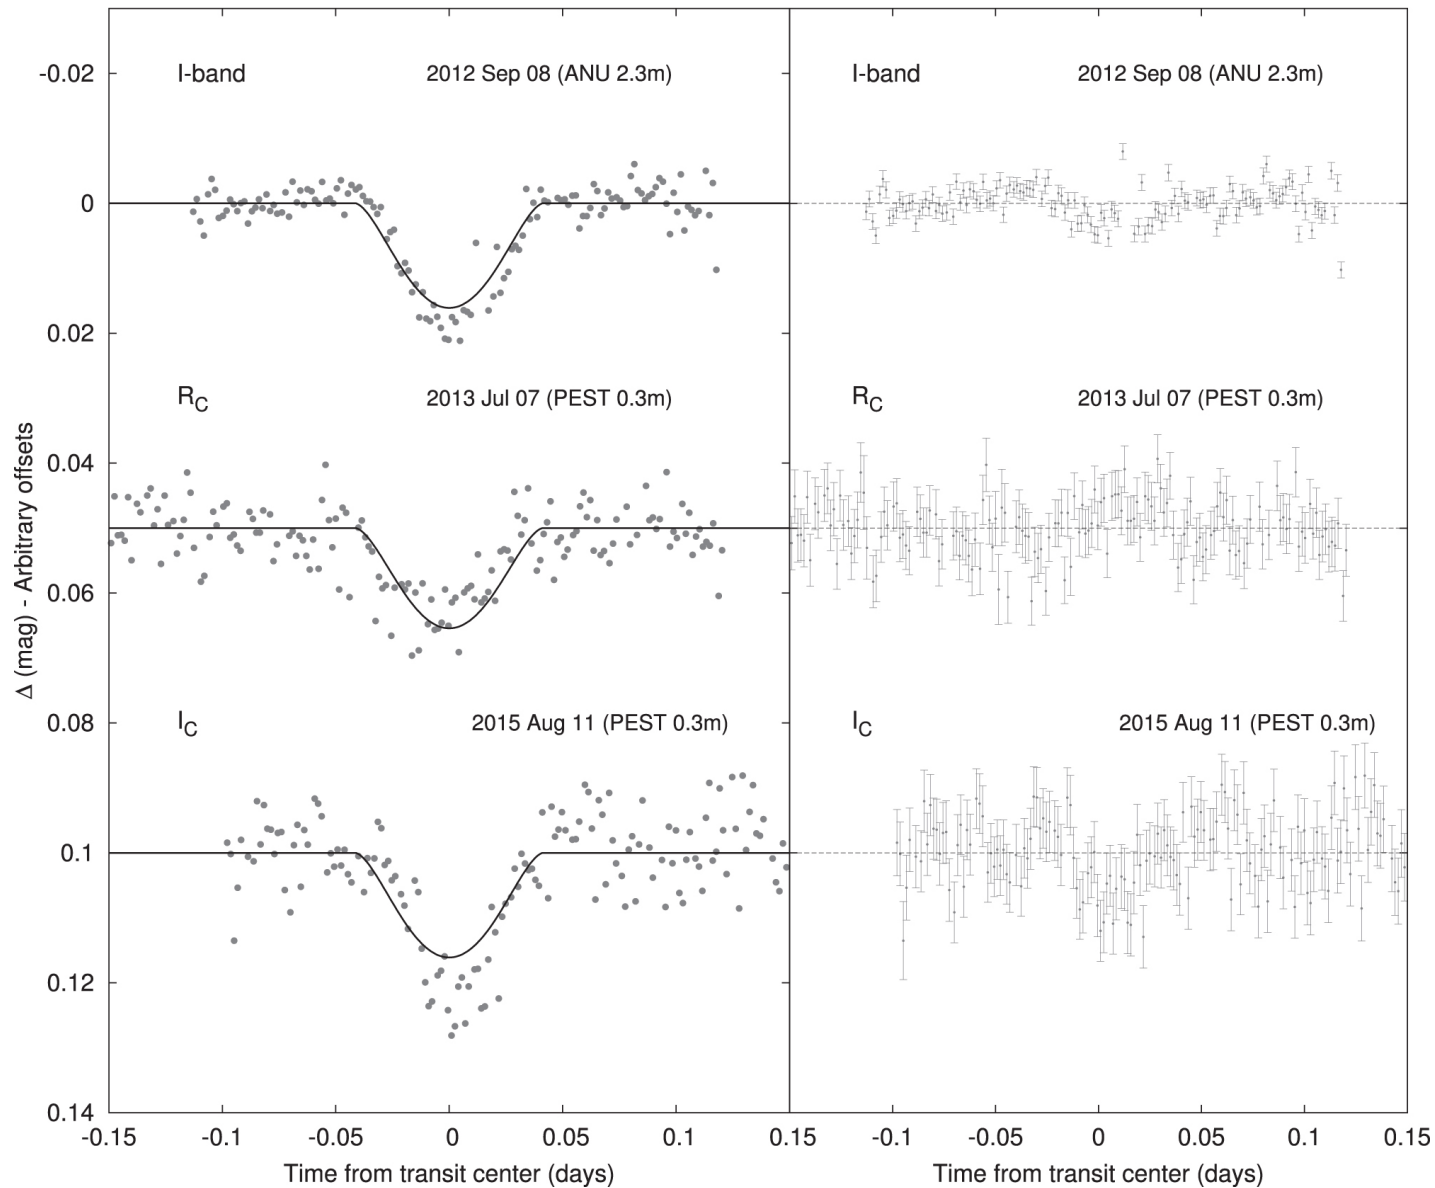 I-band 2012 Sep 08 (ANU 2.3m)
R_C 2013 Jul 07 (PEST 0.3m)
I_C 2015 Aug 11 (PEST 0.3m)
I-band 2012 Sep 08 (ANU 2.3m)
R_C 2013 Jul 07 (PEST 0.3m)
I_C 2015 Aug 11 (PEST 0.3m)
Δ (mag) - Arbitrary offsets
-0.02
0
0.02
0.04
0.06
0.08
0.1
0.12
0.14
-0.15 -0.1 -0.05 0 0.05 0.1 0.15 -0.1 -0.05 0 0.05 0.1 0.15
Time from transit center (days) Time from transit center (days)